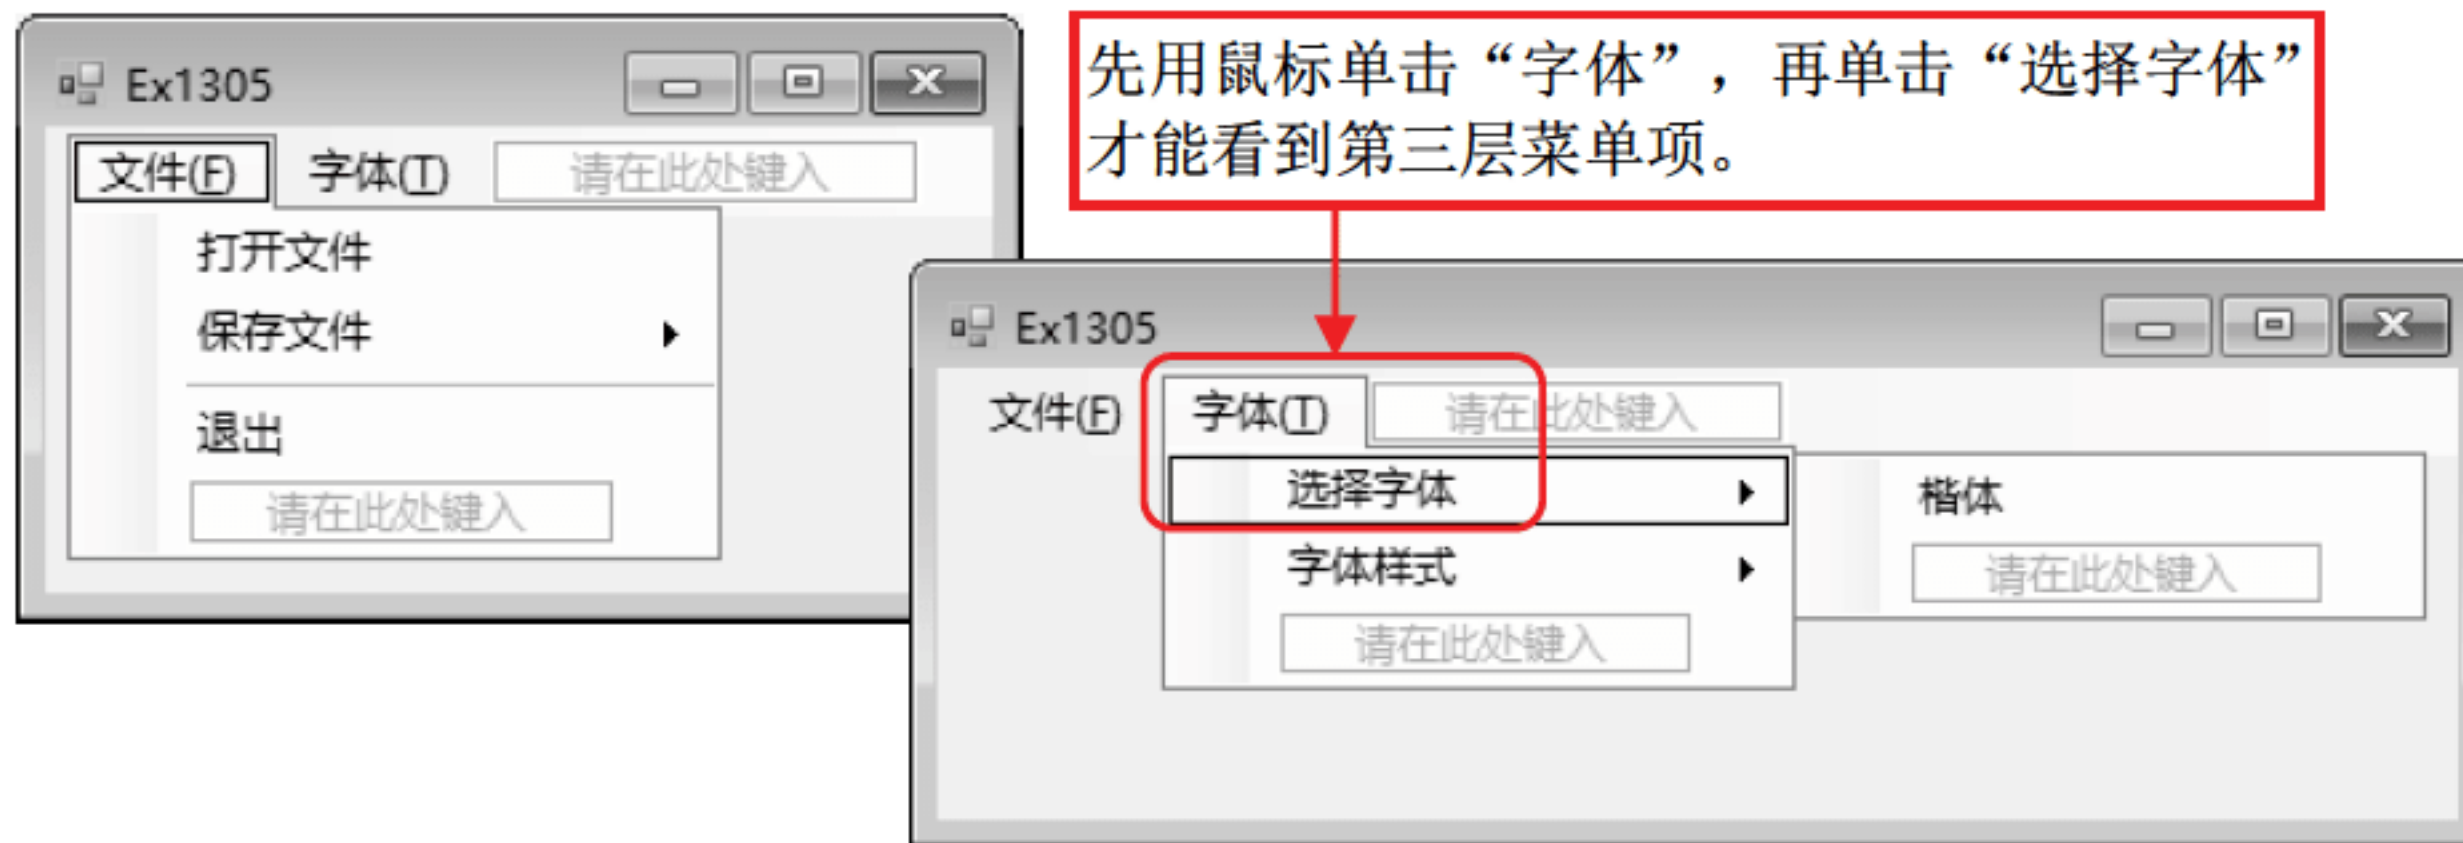 Ex1305
文件(F) 字体(T) 请在此处键入
打开文件
保存文件
退出
请在此处键入
先用鼠标单击“字体”，再单击“选择字体”
才能看到第三层菜单项。
Ex1305
文件(F) 字体(T) 请在此处键入
选择字体 楷体
字体样式 请在此处键入
请在此处键入